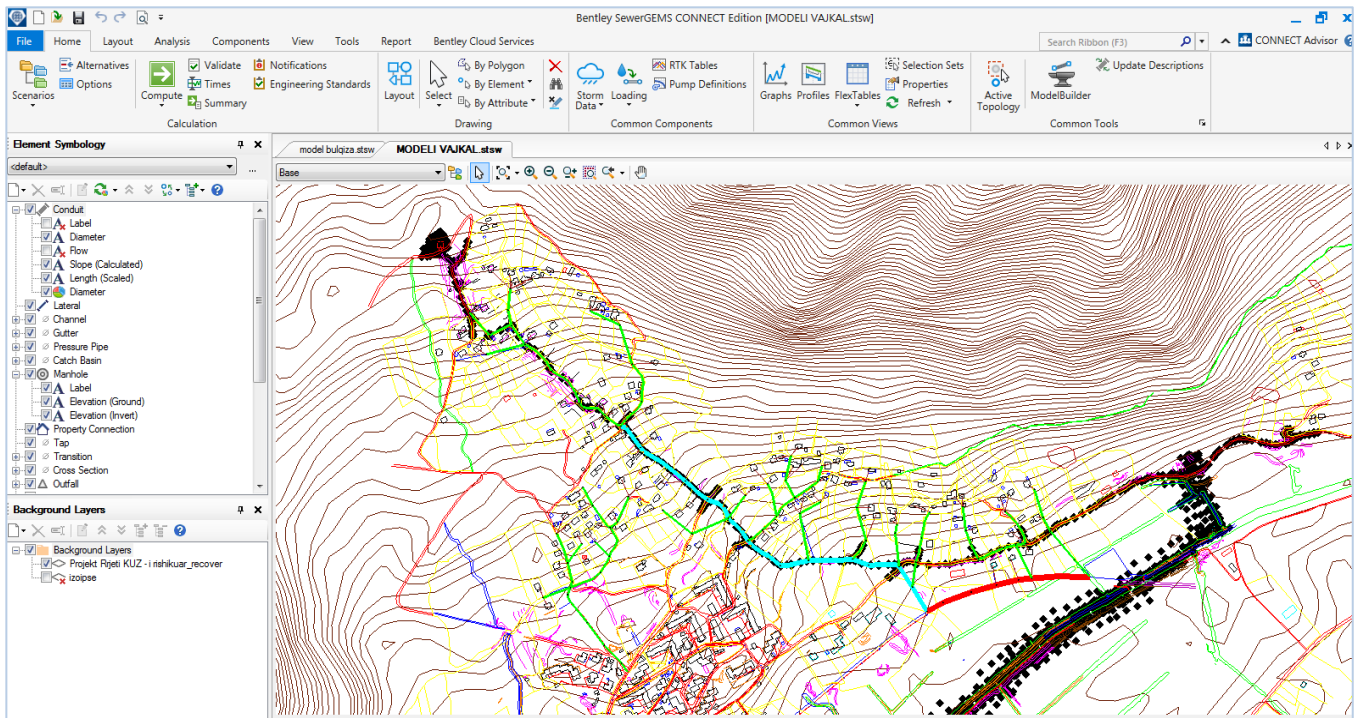 Bentley SewerGEMS CONNECT Edition [MODELI VAJKAL.stsw]
File Home Layout Analysis Components View Tools Report Bentley Cloud Services Search Ribbon (F3) CONNECT Advisor
Scenarios
Alternatives
Options
Compute
Validate
Times
Summary
Notifications
Engineering Standards
Calculation
Layout
Select
By Polygon
By Element
By Attribute
Drawing
Storm Data
Loading
RTK Tables
Pump Definitions
Common Components
Graphs
Profiles
FlexTables
Selection Sets
Properties
Refresh
Common Views
Active Topology
ModelBuilder
Update Descriptions
Common Tools
Element Symbology
<default>
...
Conduit
Label
Diameter
Flow
Slope (Calculated)
Length (Scaled)
Diameter
Lateral
Channel
Gutter
Pressure Pipe
Catch Basin
Manhole
Label
Elevation (Ground)
Elevation (Invert)
Property Connection
Tap
Transition
Cross Section
Outfall
Background Layers
Background Layers
Projekt Rrjeti KUZ - i rishikuar_recover
izoipse
model bulqiza.stsw MODELI VAJKAL.stsw
Base